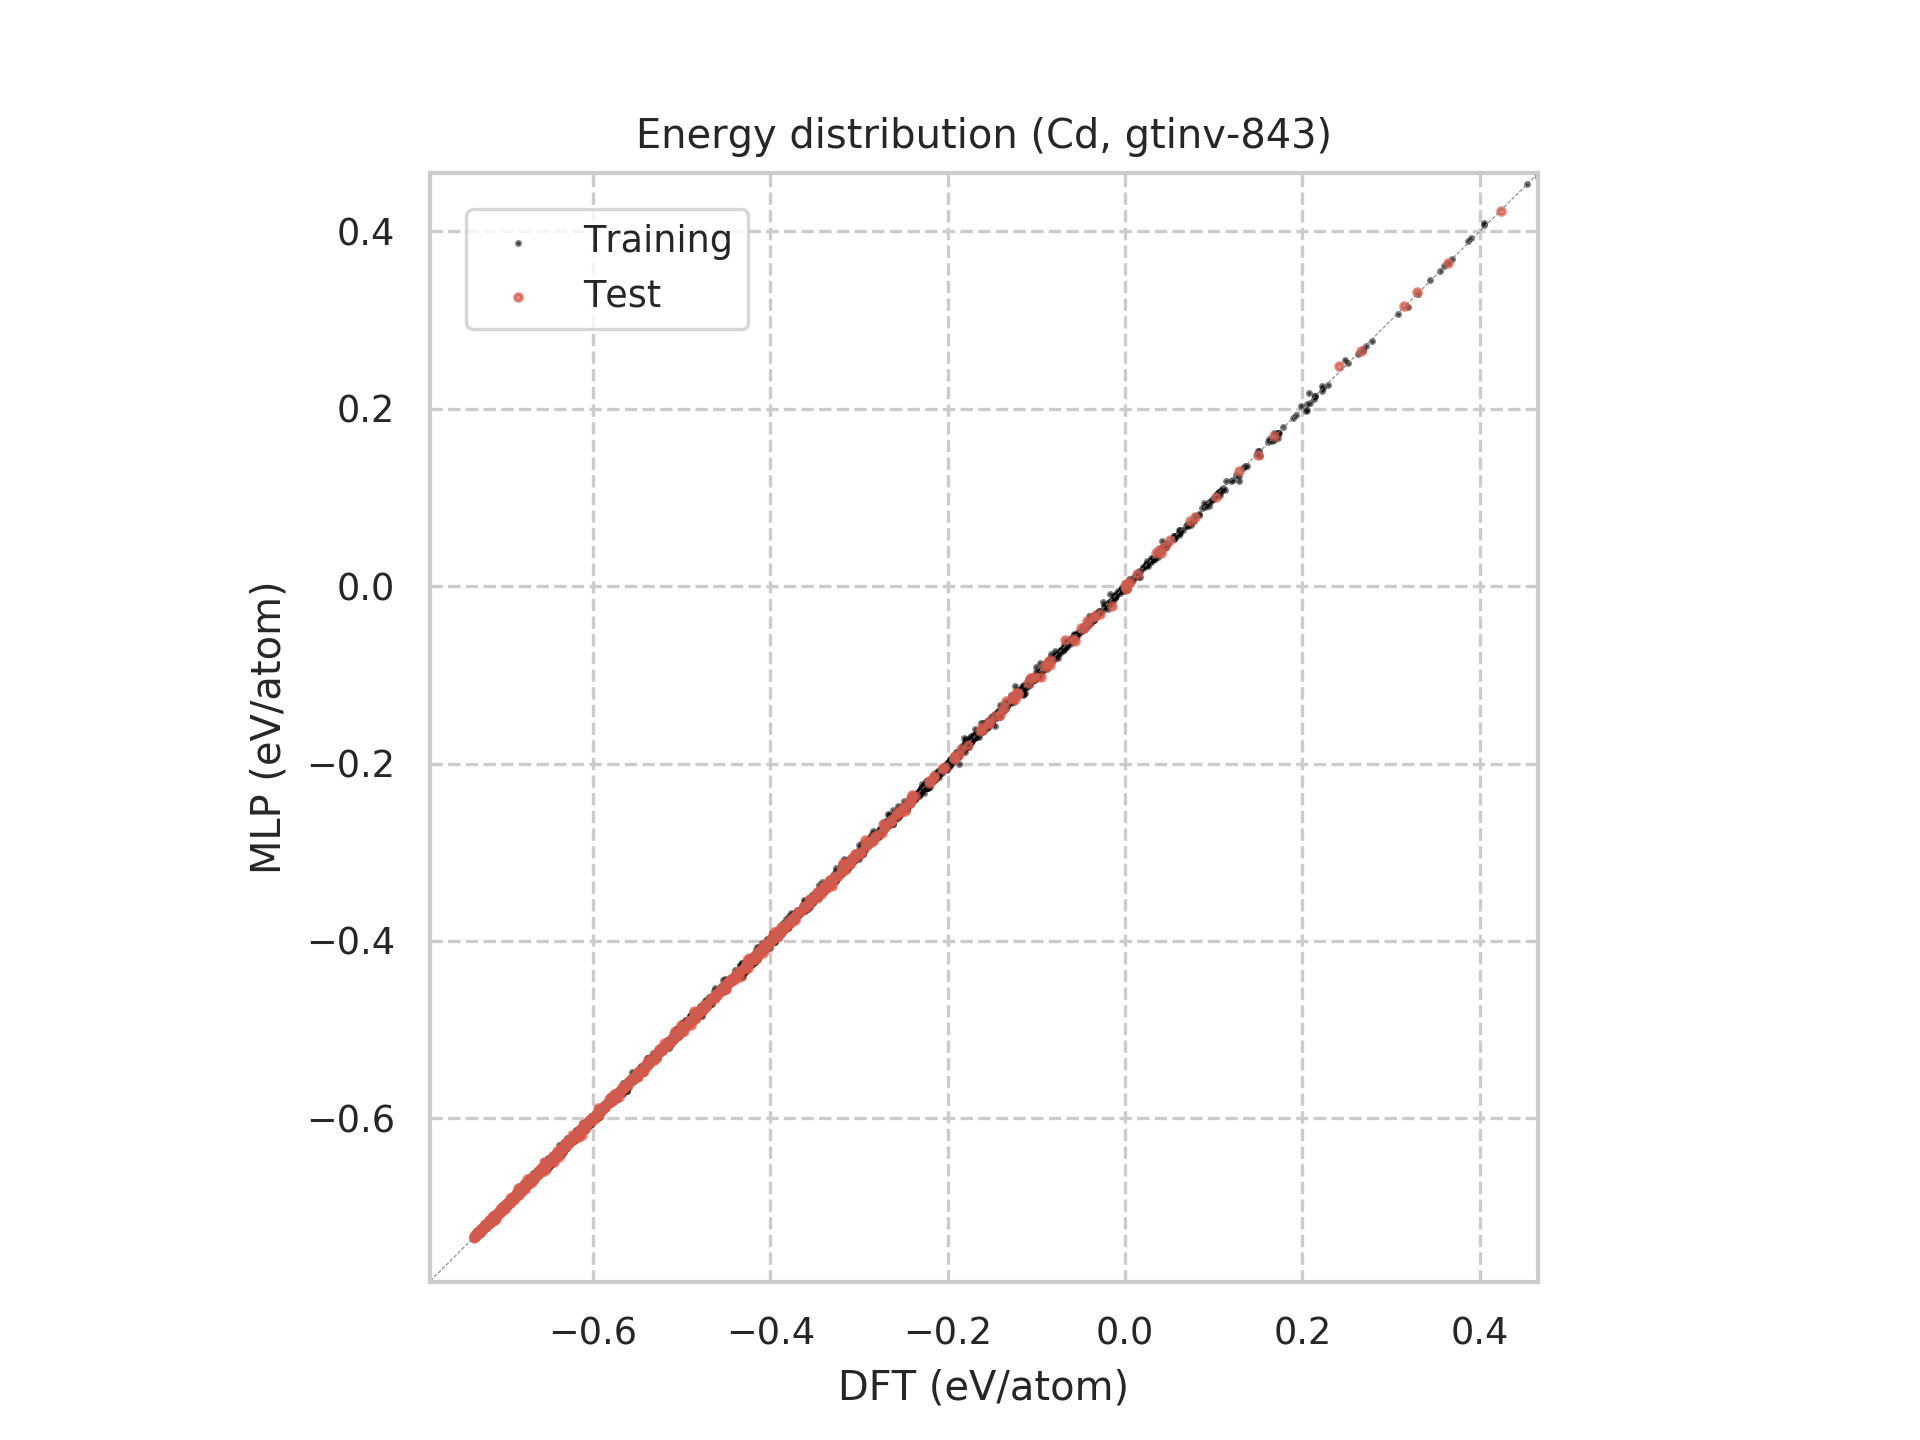 Energy distribution (Cd, gtinv-843)
Training
Test
MLP (eV/atom)
0.4
0.2
0.0
−0.2
−0.4
−0.6
−0.6 −0.4 −0.2 0.0 0.2 0.4
DFT (eV/atom)